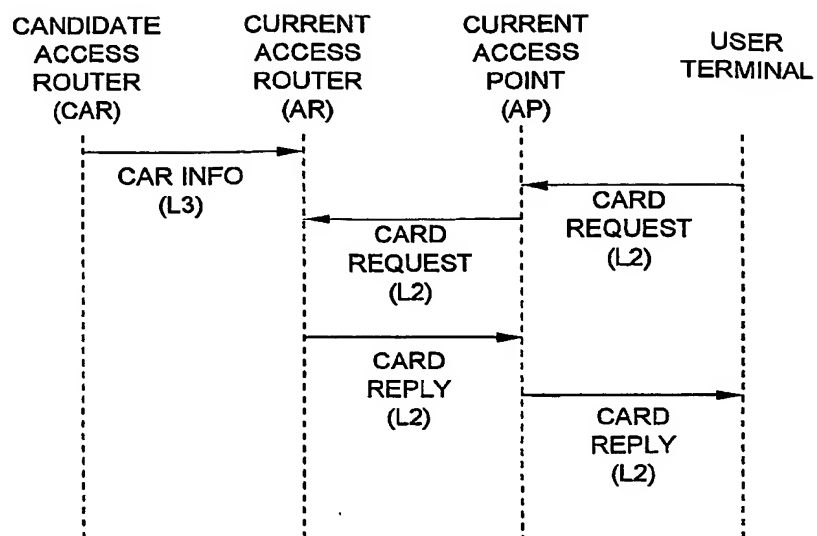 CANDIDATE
ACCESS
ROUTER
(CAR)
CURRENT
ACCESS
ROUTER
(AR)
CURRENT
ACCESS
POINT
(AP)
USER
TERMINAL
CAR INFO
(L3)
CARD
REQUEST
(L2)
CARD
REQUEST
(L2)
CARD
REPLY
(L2)
CARD
REPLY
(L2)